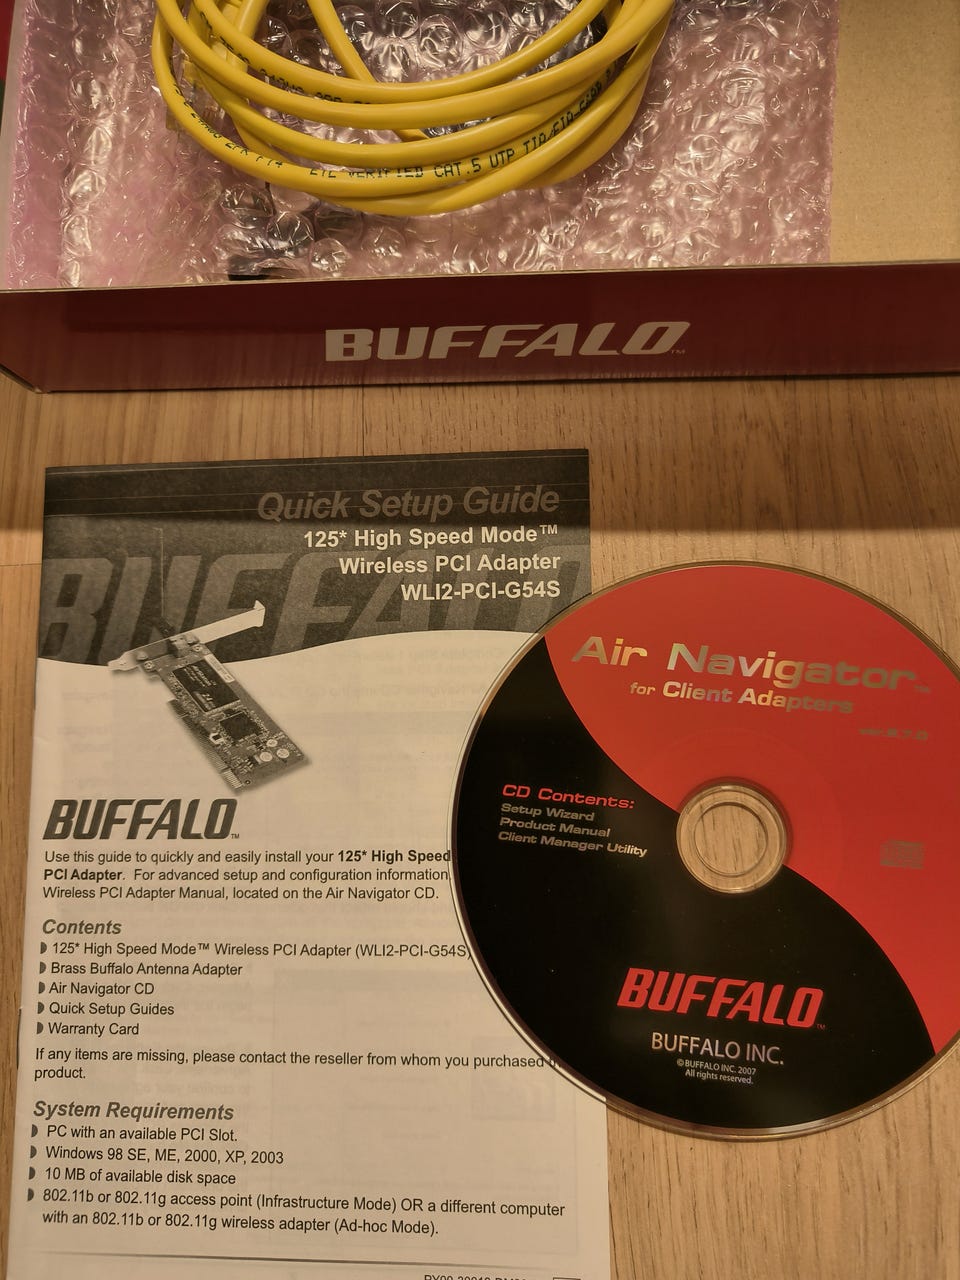 VERIFIED CAT.5 UTP TIA/EIA
BUFFALO™
Quick Setup Guide
125* High Speed Mode™
Wireless PCI Adapter
WLI2-PCI-G54S
BUFFALO
BUFFALO™
Use this guide to quickly and easily install your 125* High Speed
PCI Adapter. For advanced setup and configuration information
Wireless PCI Adapter Manual, located on the Air Navigator CD.
Contents
125* High Speed Mode™ Wireless PCI Adapter (WLI2-PCI-G54S)
Brass Buffalo Antenna Adapter
Air Navigator CD
Quick Setup Guides
Warranty Card
If any items are missing, please contact the reseller from whom you purchased
product.
System Requirements
PC with an available PCI Slot.
Windows 98 SE, ME, 2000, XP, 2003
10 MB of available disk space
802.11b or 802.11g access point (Infrastructure Mode) OR a different computer
with an 802.11b or 802.11g wireless adapter (Ad-hoc Mode).
Air Navigator™
for Client Adapters
CD Contents:
Setup Wizard
Product Manual
Client Manager Utility
BUFFALO™
BUFFALO INC.
©BUFFALO INC. 2007
All rights reserved.